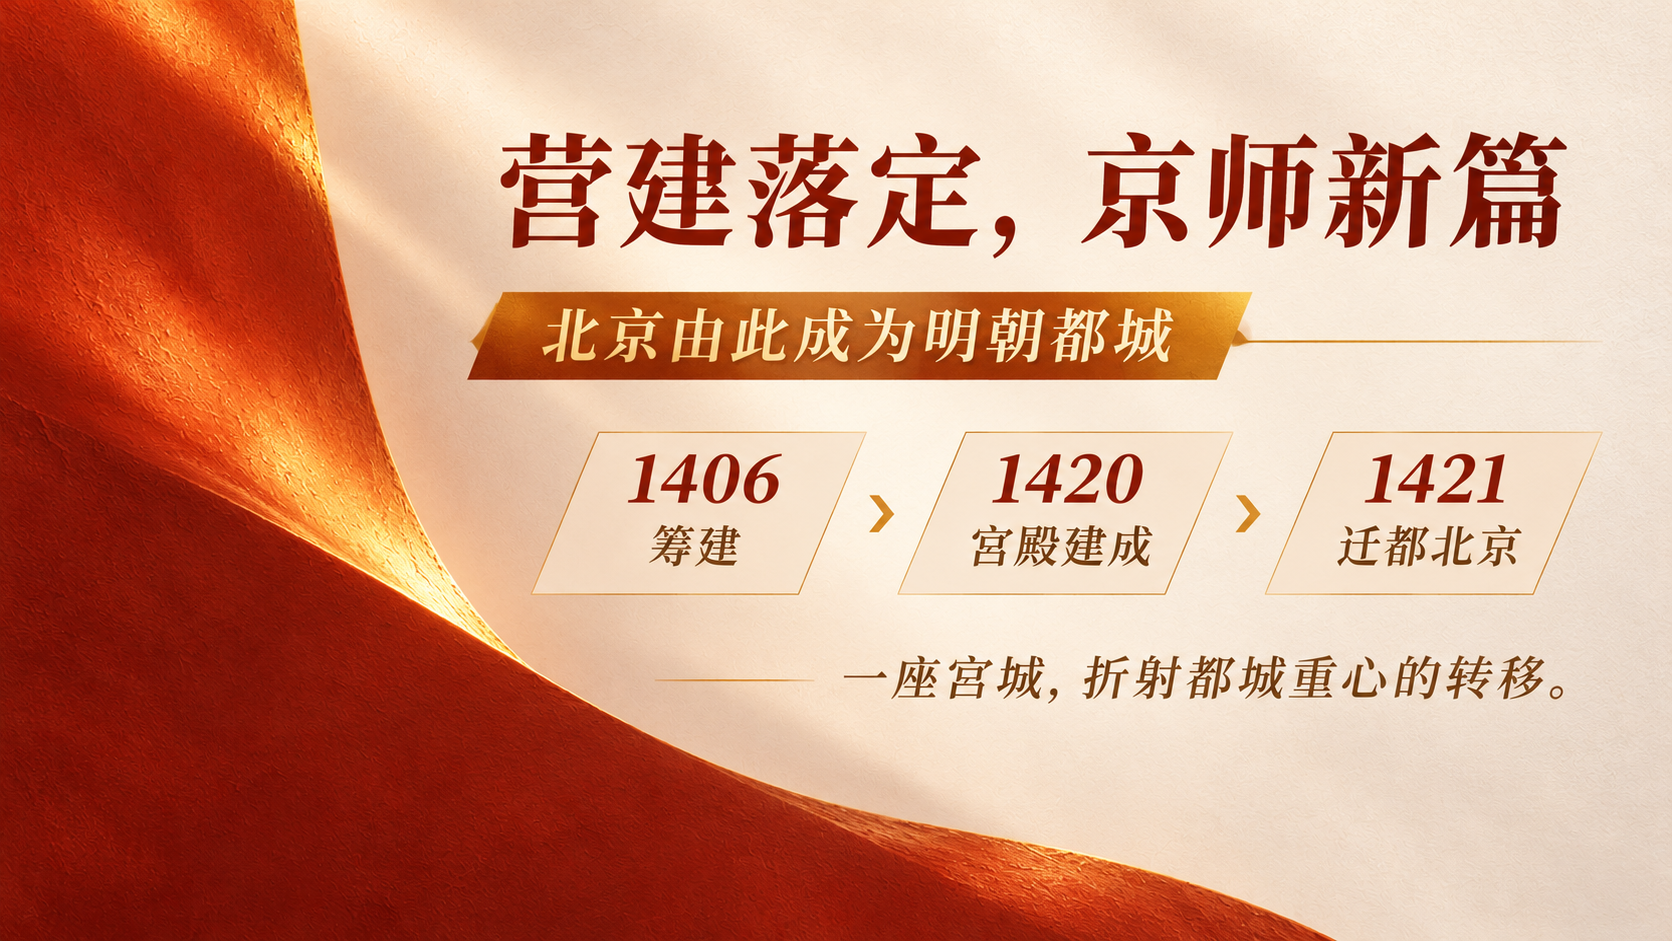 营建落定，京师新篇
北京由此成为明朝都城
1406
筹建
1420
宫殿建成
1421
迁都北京
一座宫城，折射都城重心的转移。